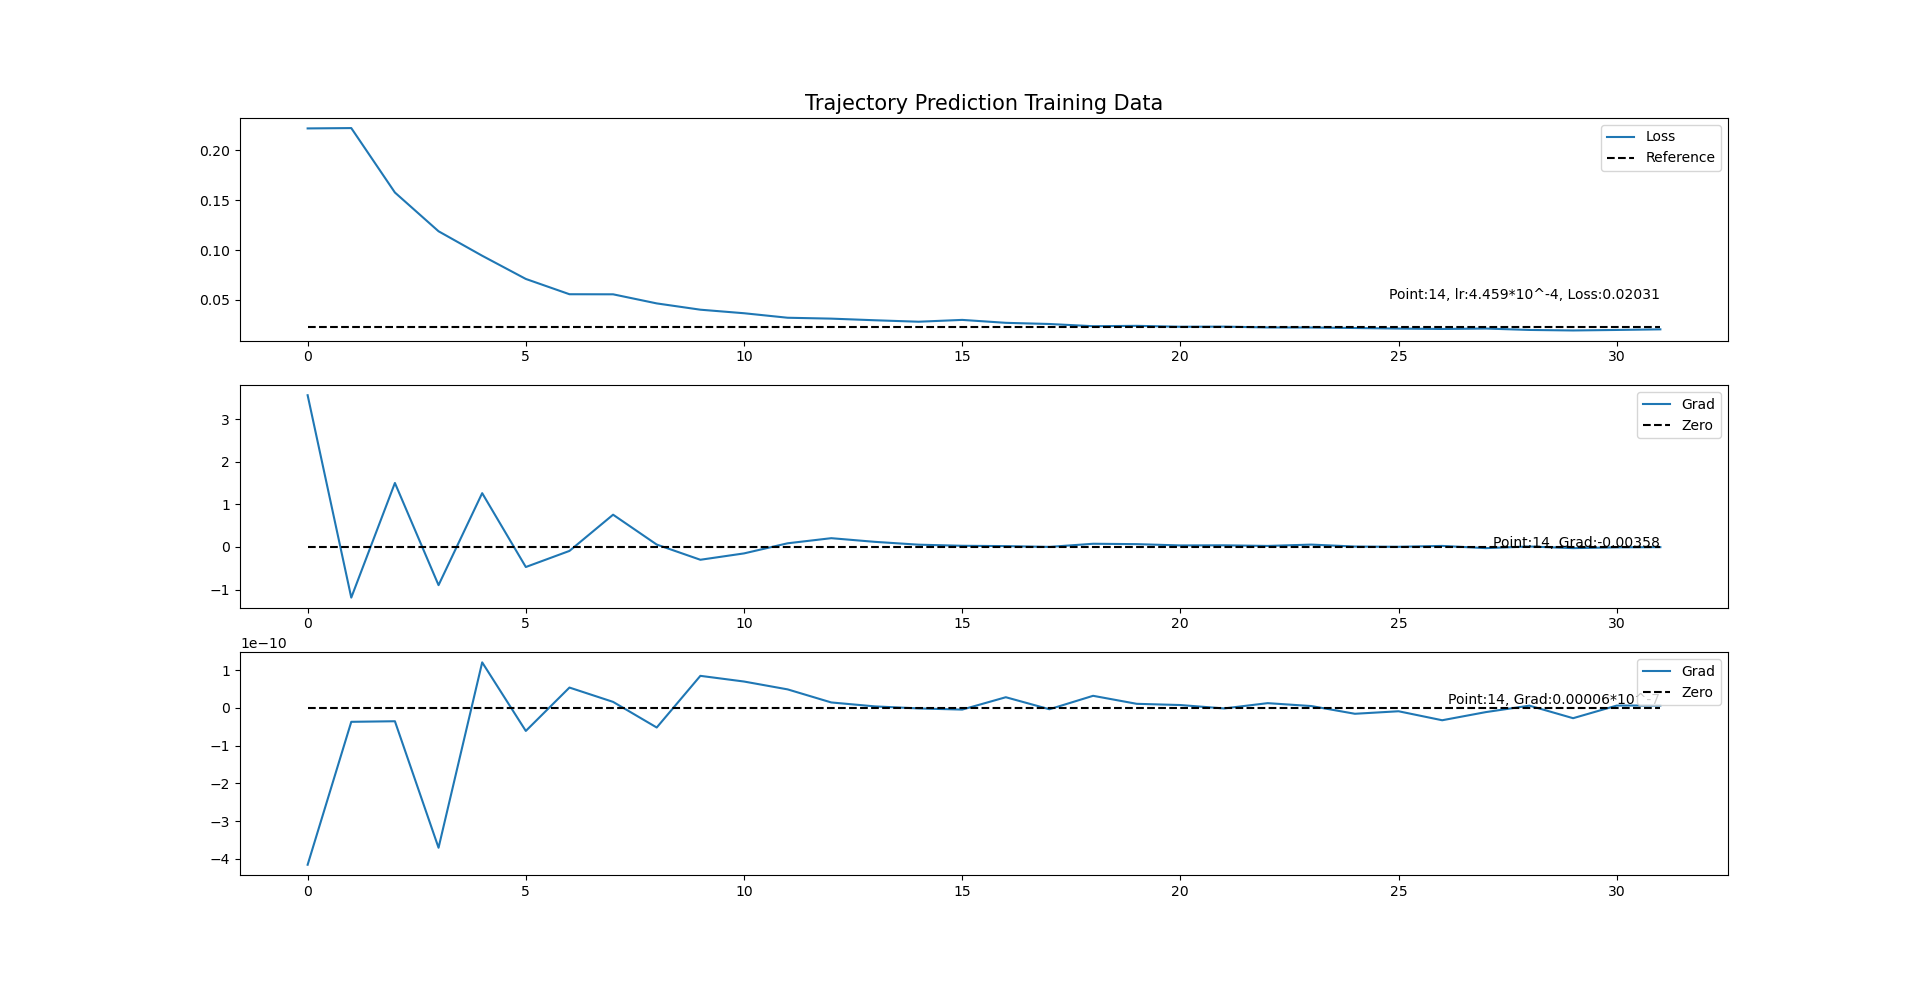 Trajectory Prediction Training Data
Loss
Reference
0.20
0.15
0.10
0.05
Point:14, lr:4.459*10^-4, Loss:0.02031
0 5 10 15 20 25 30
Grad
Zero
3
2
1
0
−1
Point:14, Grad:-0.00358
0 5 10 15 20 25 30
1e−10
Grad
Zero
1
0
−1
−2
−3
−4
Point:14, Grad:0.00006*10^-7
0 5 10 15 20 25 30